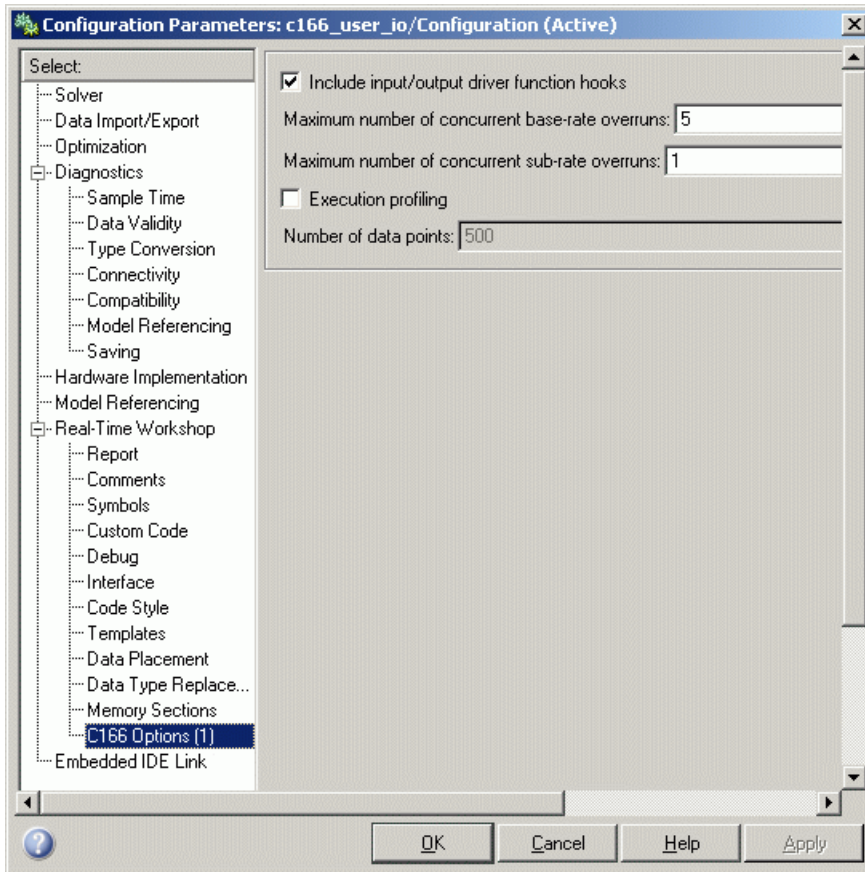 Configuration Parameters: c166_user_io/Configuration (Active)
Select:
Solver
Data Import/Export
Optimization
Diagnostics
Sample Time
Data Validity
Type Conversion
Connectivity
Compatibility
Model Referencing
Saving
Hardware Implementation
Model Referencing
Real-Time Workshop
Report
Comments
Symbols
Custom Code
Debug
Interface
Code Style
Templates
Data Placement
Data Type Replace...
Memory Sections
C166 Options (1)
Embedded IDE Link
Include input/output driver function hooks
Maximum number of concurrent base-rate overruns: 5
Maximum number of concurrent sub-rate overruns: 1
Execution profiling
Number of data points: 500
OK
Cancel
Help
Apply